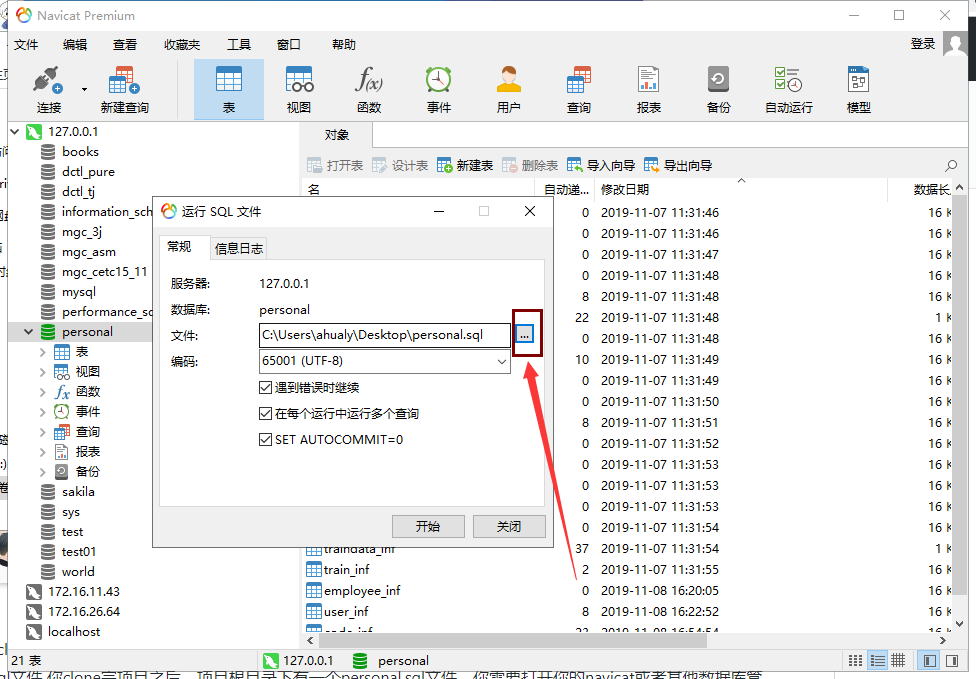 Navicat Premium
文件 编辑 查看 收藏夹 工具 窗口 帮助 登录
连接 新建查询 表 视图 函数 事件 用户 查询 报表 备份 自动运行 模型
127.0.0.1
books
dctl_pure
dctl_tj
information_sch
mgc_3j
mgc_asm
mgc_cetc15_11
mysql
performance_sc
personal
表
视图
函数
事件
查询
报表
备份
sakila
sys
test
test01
world
172.16.11.43
172.16.26.64
localhost
对象
打开表 设计表 新建表 删除表 导入向导 导出向导
名 自动递... 修改日期 数据长
0 2019-11-07 11:31:46 16 K
0 2019-11-07 11:31:46 16 K
0 2019-11-07 11:31:47 16 K
0 2019-11-07 11:31:48 16 K
8 2019-11-07 11:31:48 16 K
22 2019-11-07 11:31:48 1 K
0 2019-11-07 11:31:48 16 K
10 2019-11-07 11:31:49 16 K
0 2019-11-07 11:31:49 16 K
0 2019-11-07 11:31:50 16 K
8 2019-11-07 11:31:51 16 K
0 2019-11-07 11:31:52 16 K
0 2019-11-07 11:31:53 16 K
0 2019-11-07 11:31:53 16 K
0 2019-11-07 11:31:53 16 K
0 2019-11-07 11:31:54 16 K
traindata_inf 37 2019-11-07 11:31:54 1 K
train_inf 2 2019-11-07 11:31:55 16 K
employee_inf 0 2019-11-08 16:20:05 16 K
user_inf 8 2019-11-08 16:22:52 16 K
运行 SQL 文件
常规 信息日志
服务器: 127.0.0.1
数据库: personal
文件: C:\Users\ahualy\Desktop\personal.sql ...
编码: 65001 (UTF-8)
遇到错误时继续
在每个运行中运行多个查询
SET AUTOCOMMIT=0
开始 关闭
21 表 127.0.0.1 personal
ql文件,你clone完项目之后，项目根目录下有一个personal.sql文件，你需要打开你的navicat或者其他数据库管